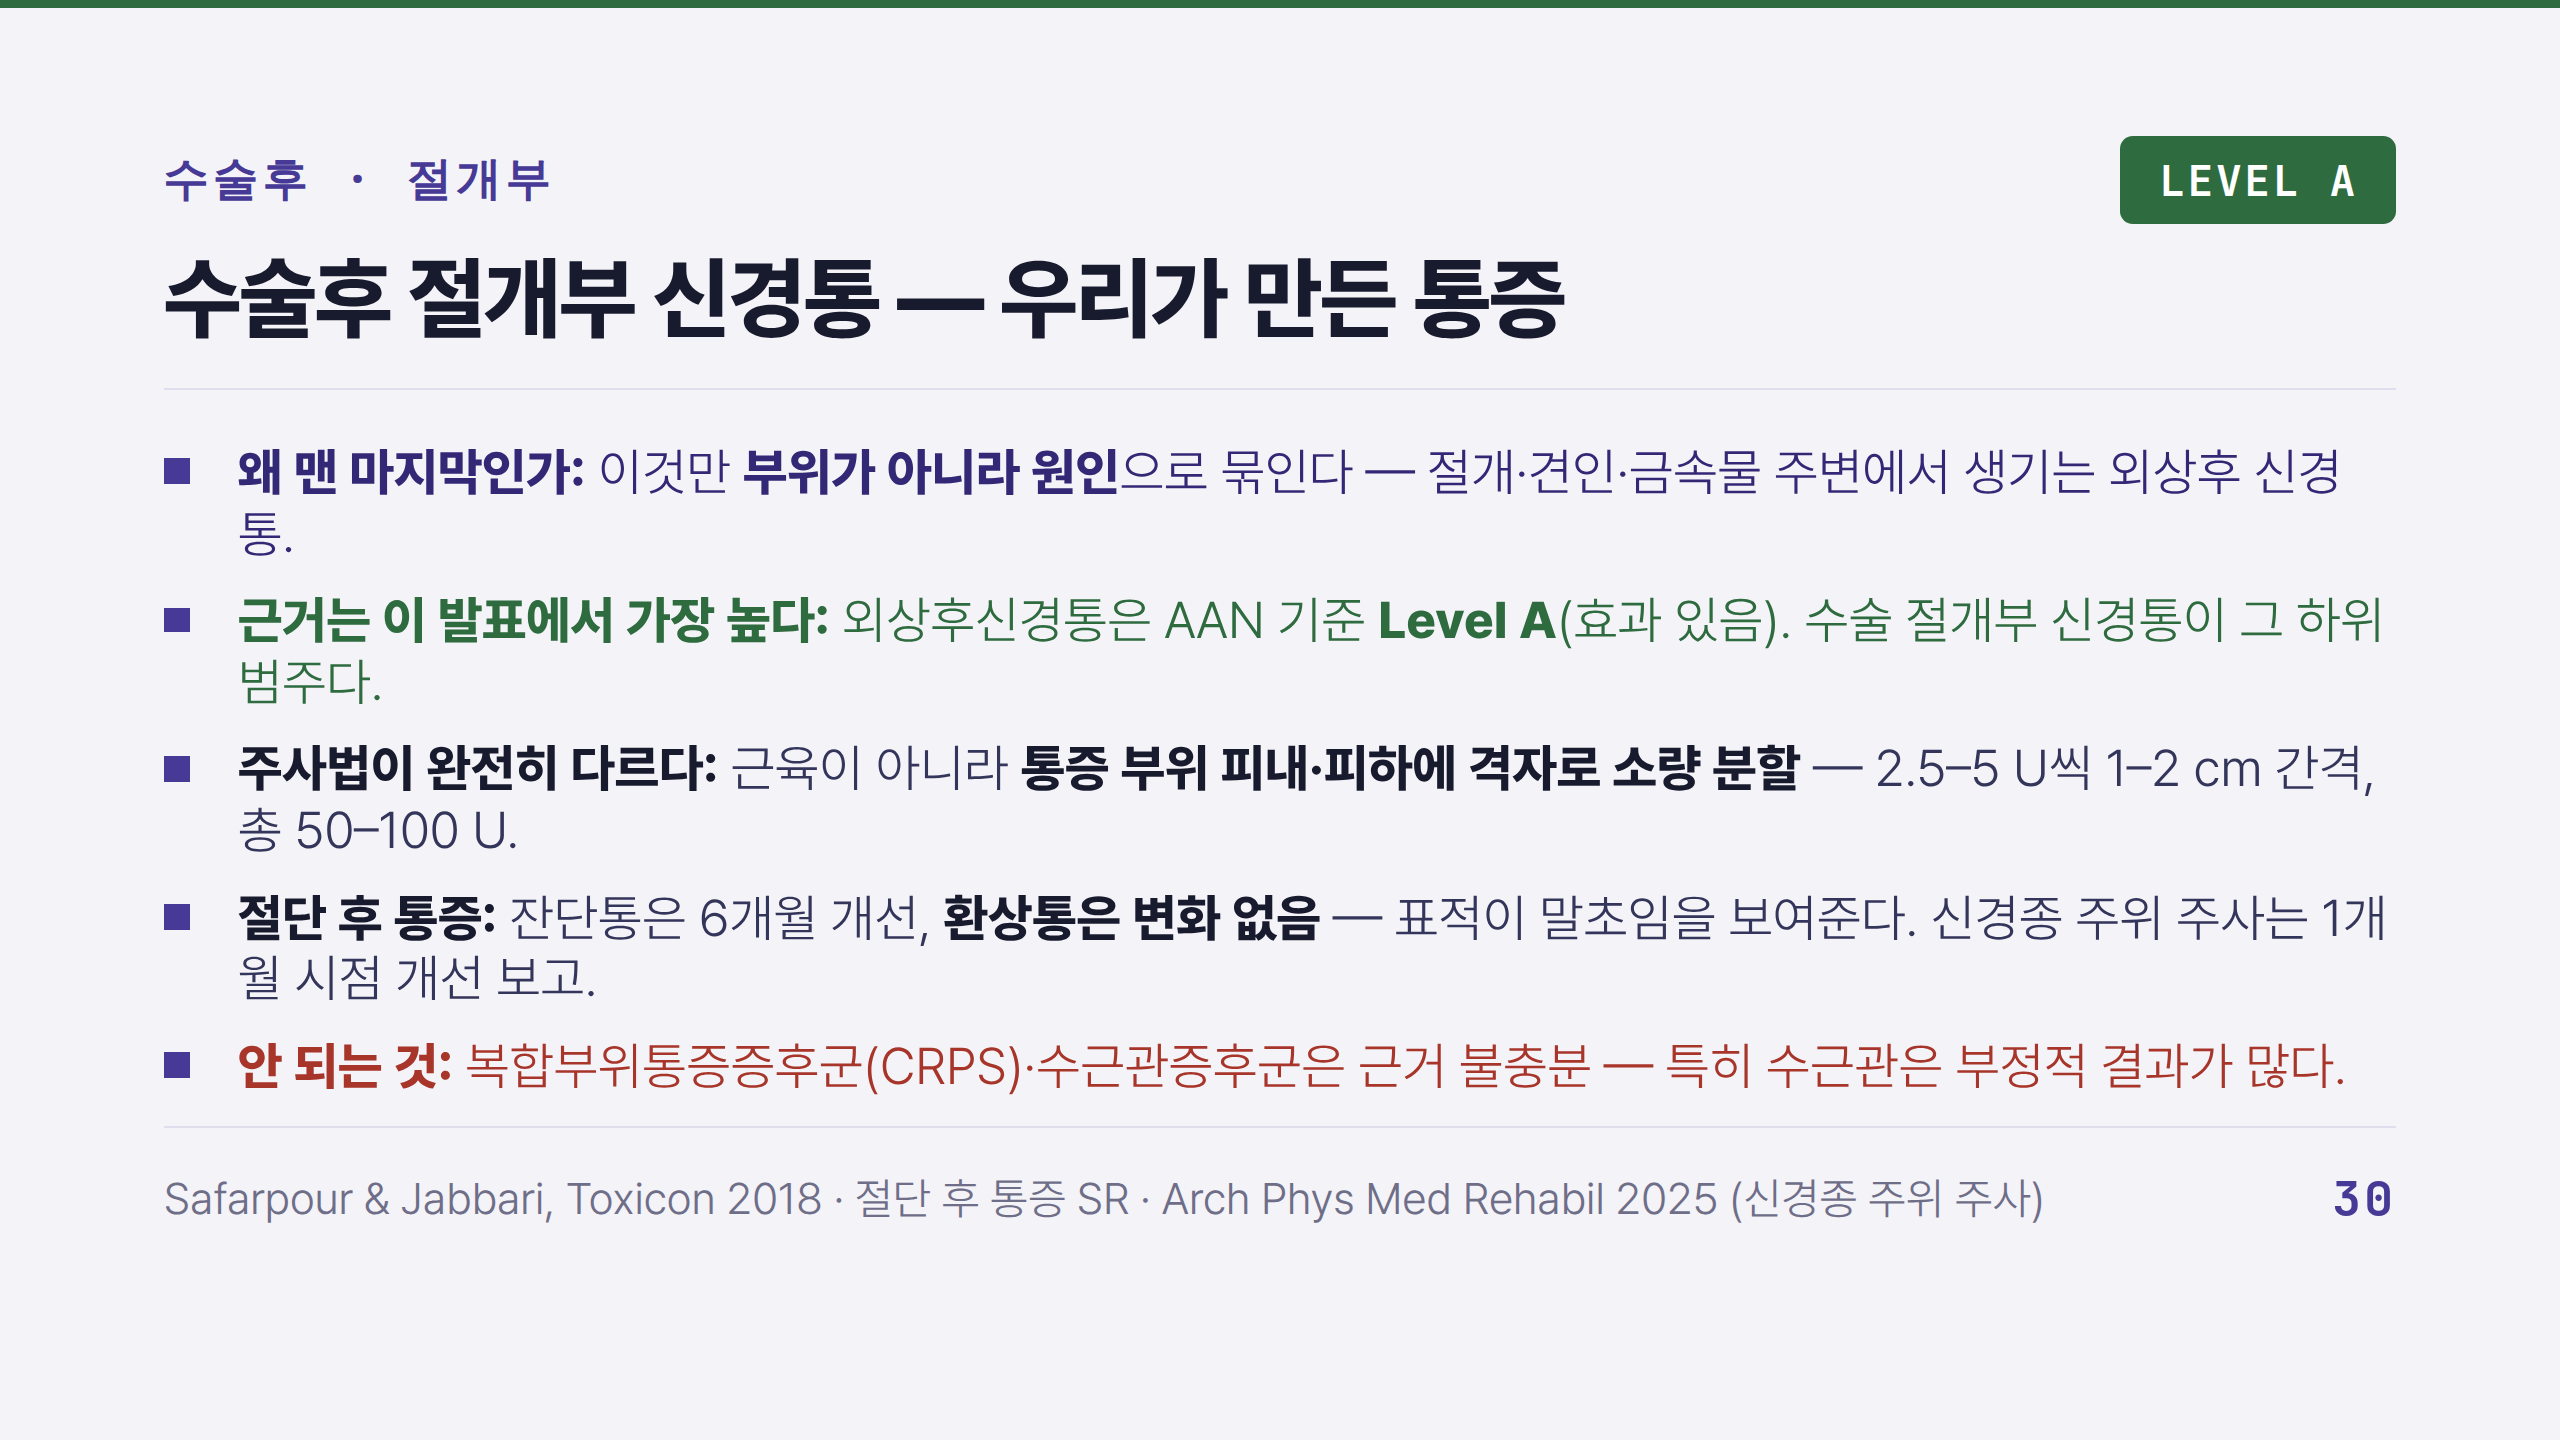 수술후 · 절개부
LEVEL A
수술후 절개부 신경통 — 우리가 만든 통증
왜 맨 마지막인가: 이것만 부위가 아니라 원인으로 묶인다 — 절개·견인·금속물 주변에서 생기는 외상후 신경
통.
근거는 이 발표에서 가장 높다: 외상후신경통은 AAN 기준 Level A(효과 있음). 수술 절개부 신경통이 그 하위
범주다.
주사법이 완전히 다르다: 근육이 아니라 통증 부위 피내·피하에 격자로 소량 분할 — 2.5–5 U씩 1–2 cm 간격,
총 50–100 U.
절단 후 통증: 잔단통은 6개월 개선, 환상통은 변화 없음 — 표적이 말초임을 보여준다. 신경종 주위 주사는 1개
월 시점 개선 보고.
안 되는 것: 복합부위통증증후군(CRPS)·수근관증후군은 근거 불충분 — 특히 수근관은 부정적 결과가 많다.
Safarpour & Jabbari, Toxicon 2018 · 절단 후 통증 SR · Arch Phys Med Rehabil 2025 (신경종 주위 주사)
30